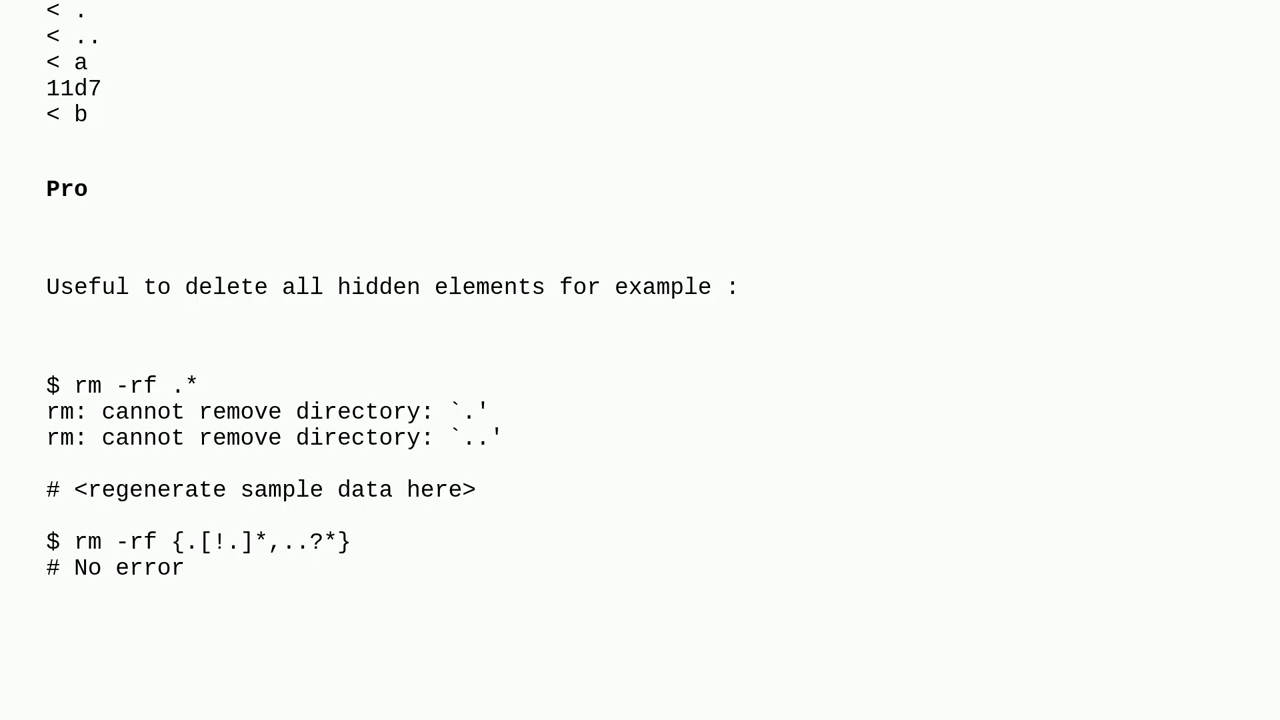 < .
< ..
< a
11d7
< b
Pro
Useful to delete all hidden elements for example :
$ rm -rf .*
rm: cannot remove directory: `.'
rm: cannot remove directory: `..'
# <regenerate sample data here>
$ rm -rf {.[!.]*,..?*}
# No error